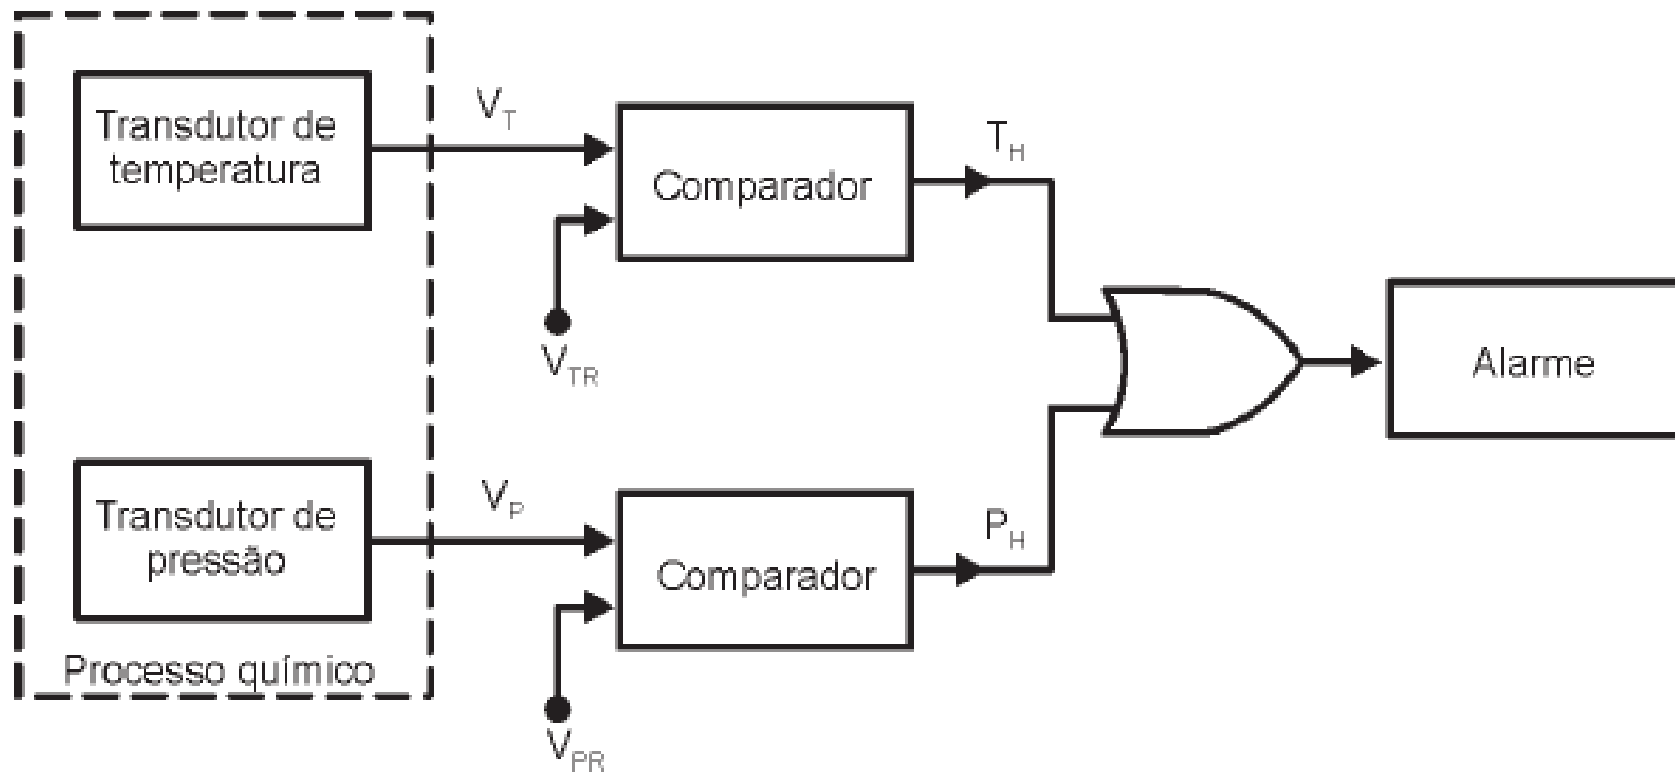 Transdutor de
temperatura
V_T
Comparador
T_H
V_TR
Alarme
Transdutor de
pressão
V_P
Comparador
P_H
Processo químico
V_PR